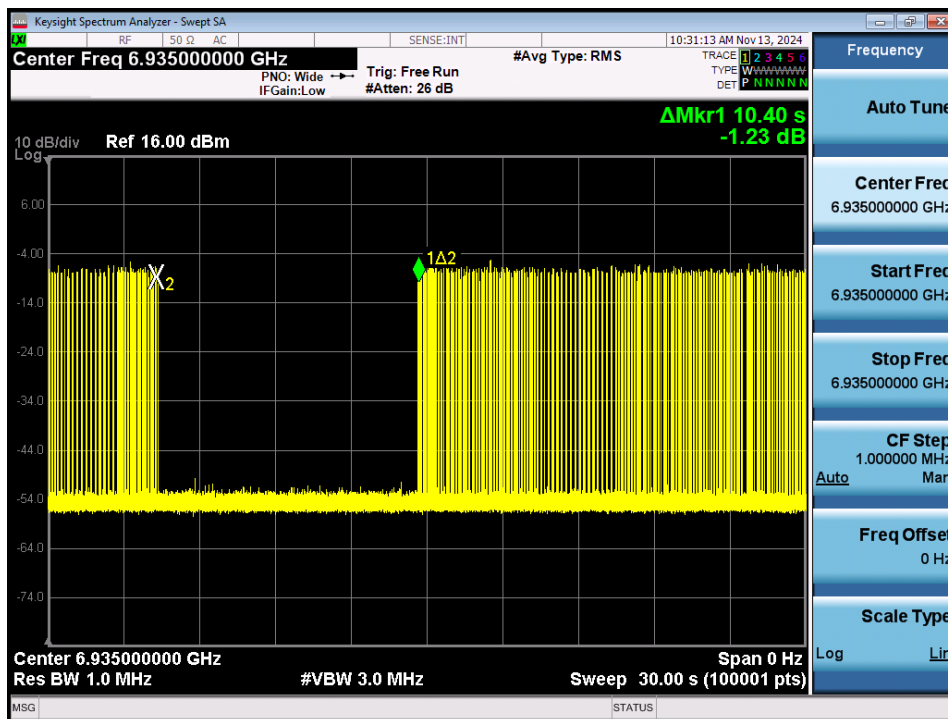 Keysight Spectrum Analyzer - Swept SA
LXI RF 50 Ω AC SENSE:INT 10:31:13 AM Nov 13, 2024
Center Freq 6.935000000 GHz
PNO: Wide
IFGain:Low
Trig: Free Run
#Atten: 26 dB
#Avg Type: RMS
TRACE 1 2 3 4 5 6
TYPE WWWWWW
DET P N N N N N
ΔMkr1 10.40 s
-1.23 dB
10 dB/div Ref 16.00 dBm
Log
6.00
-4.00
-14.0
-24.0
-34.0
-44.0
-54.0
-64.0
-74.0
X2
1Δ2
Center 6.935000000 GHz Span 0 Hz
Res BW 1.0 MHz #VBW 3.0 MHz Sweep 30.00 s (100001 pts)
MSG STATUS
Frequency
Auto Tune
Center Freq
6.935000000 GHz
Start Freq
6.935000000 GHz
Stop Freq
6.935000000 GHz
CF Step
1.000000 MHz
Auto Man
Freq Offset
0 Hz
Scale Type
Log Lin